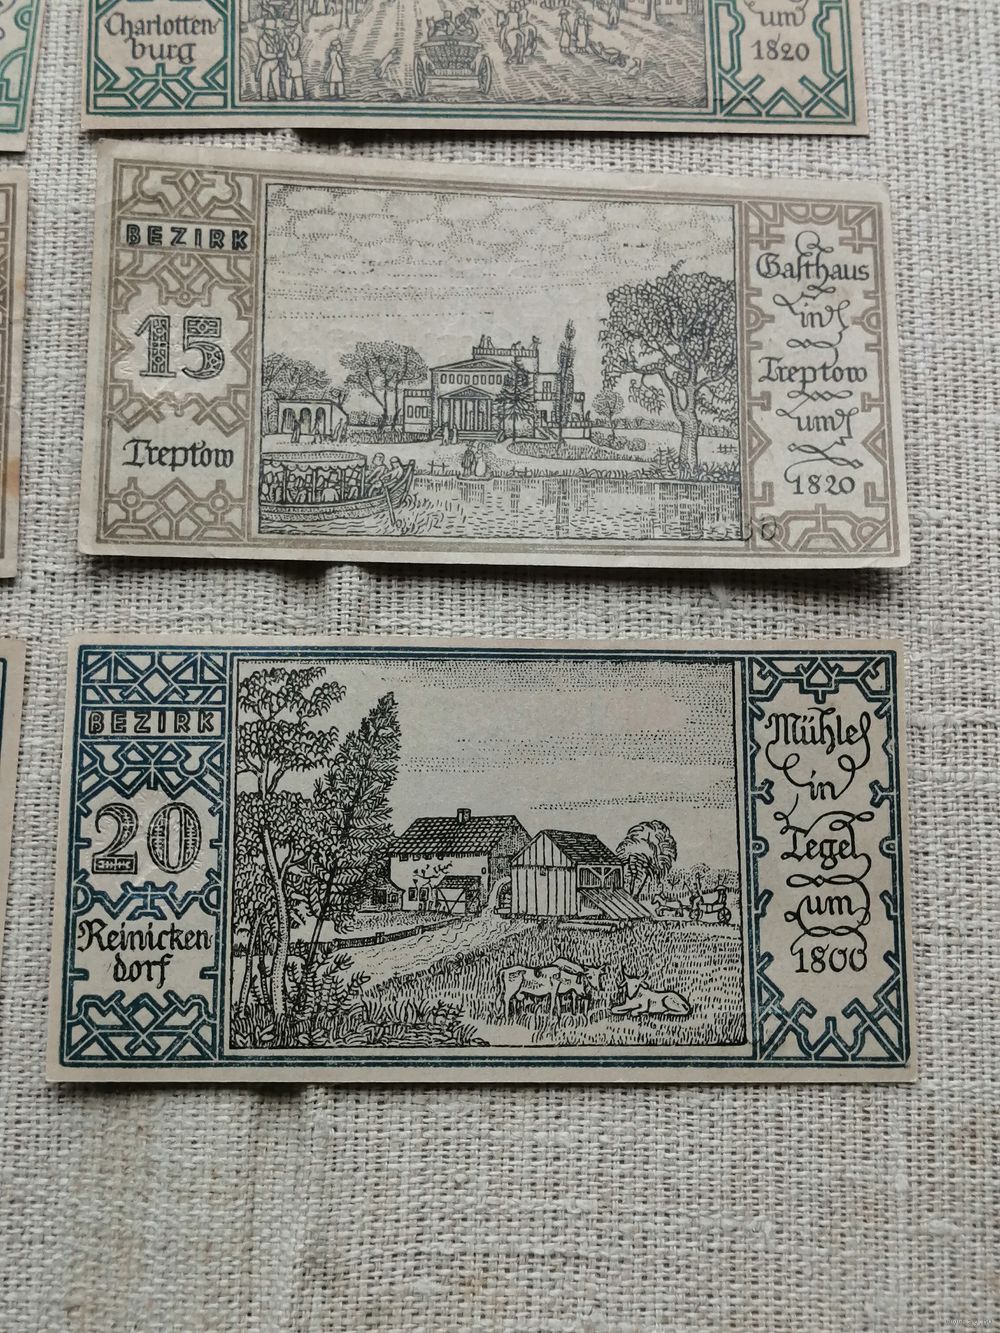 Charlotten
burg
um
1820
BEZIRK
15
Treptow
Gasthaus
in
Treptow
um
1820
BEZIRK
20
Reinicken
dorf
Mühle
in
Tegel
um
1800